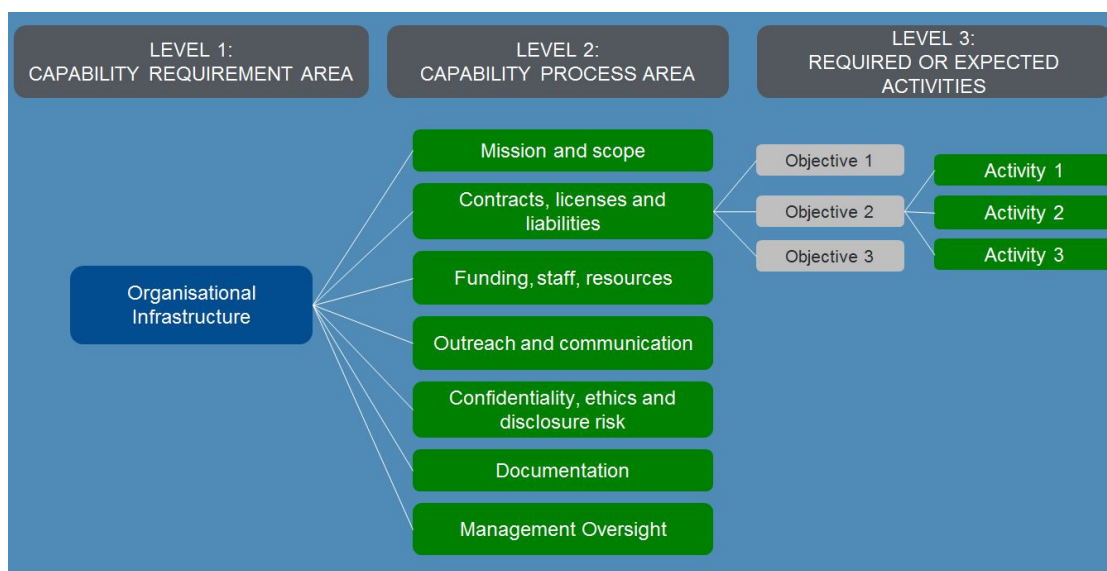 LEVEL 1:
CAPABILITY REQUIREMENT AREA
LEVEL 2:
CAPABILITY PROCESS AREA
LEVEL 3:
REQUIRED OR EXPECTED
ACTIVITIES
Organisational
Infrastructure
Mission and scope
Contracts, licenses and
liabilities
Funding, staff, resources
Outreach and communication
Confidentiality, ethics and
disclosure risk
Documentation
Management Oversight
Objective 1
Objective 2
Objective 3
Activity 1
Activity 2
Activity 3